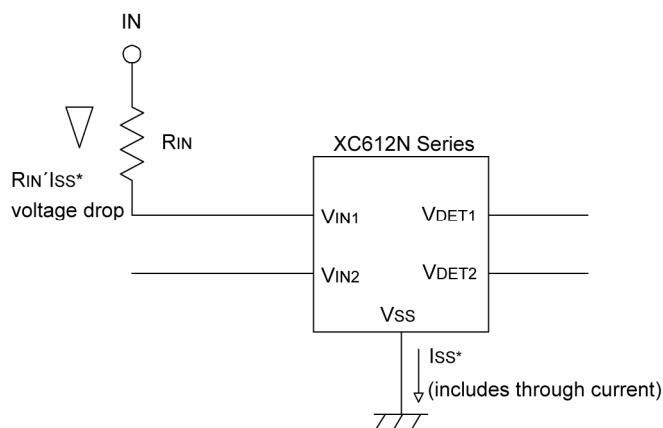 IN
RIN
XC612N Series
RIN´ISS*
voltage drop
VIN1
VDET1
VIN2
VDET2
VSS
ISS*
(includes through current)